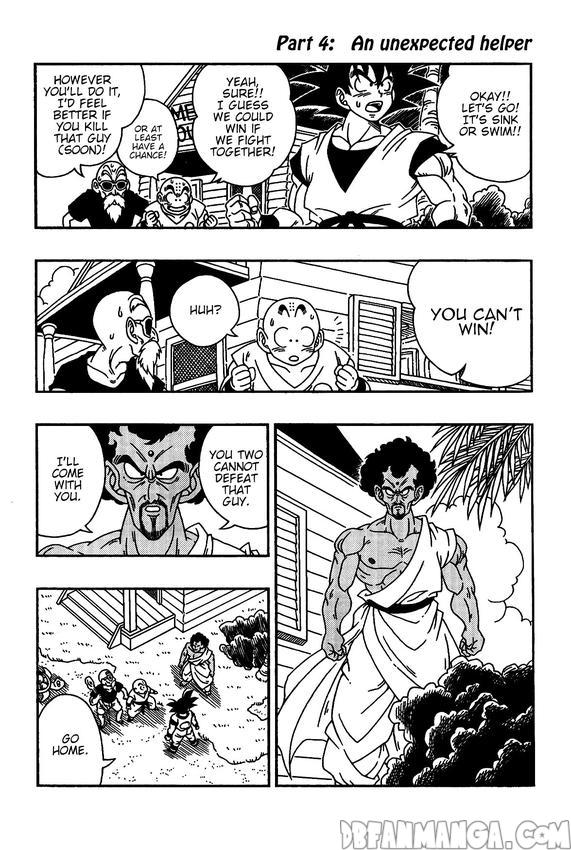 Part 4: An unexpected helper
HOWEVER
YOU'LL DO IT,
I'D FEEL
BETTER IF
YOU KILL
THAT GUY
(SOON)!
OR AT
LEAST
HAVE A
CHANCE!
YEAH,
SURE!!
I GUESS
WE COULD
WIN IF
WE FIGHT
TOGETHER!
OKAY!!
LET'S GO!
IT'S SINK
OR SWIM!!
HUH?
YOU CAN'T
WIN!
I'LL
COME
WITH YOU.
YOU TWO
CANNOT
DEFEAT
THAT
GUY.
GO
HOME.
DBFANMANGA.COM